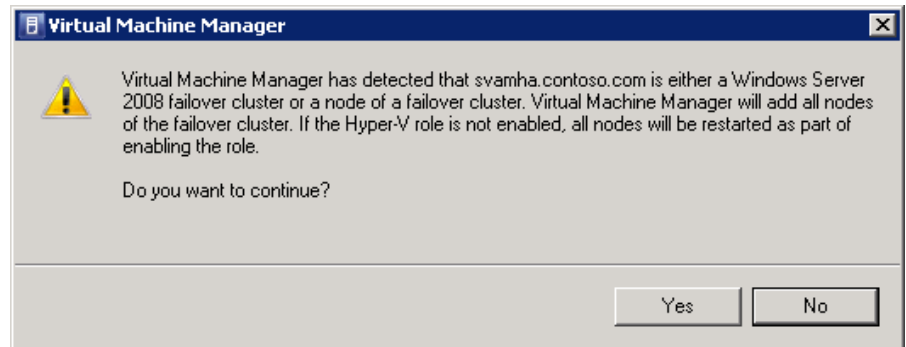 Virtual Machine Manager
Virtual Machine Manager has detected that svamha.contoso.com is either a Windows Server
2008 failover cluster or a node of a failover cluster. Virtual Machine Manager will add all nodes
of the failover cluster. If the Hyper-V role is not enabled, all nodes will be restarted as part of
enabling the role.
Do you want to continue?
Yes No